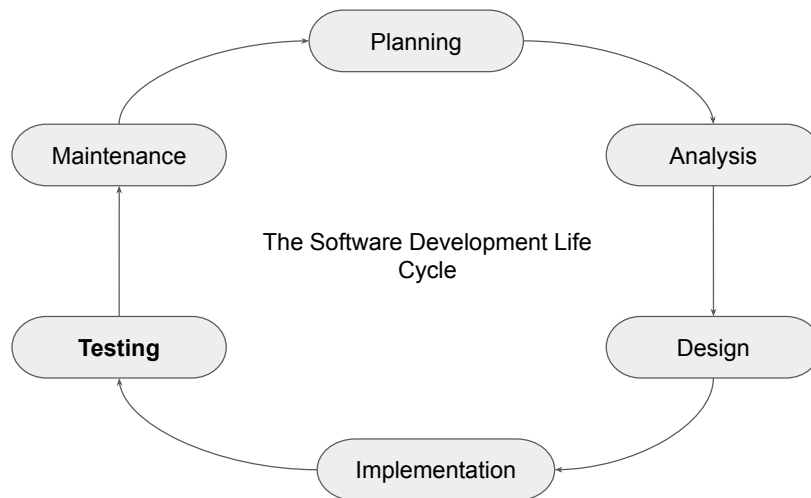 Planning
Maintenance
Analysis
The Software Development Life
Cycle
Testing
Design
Implementation